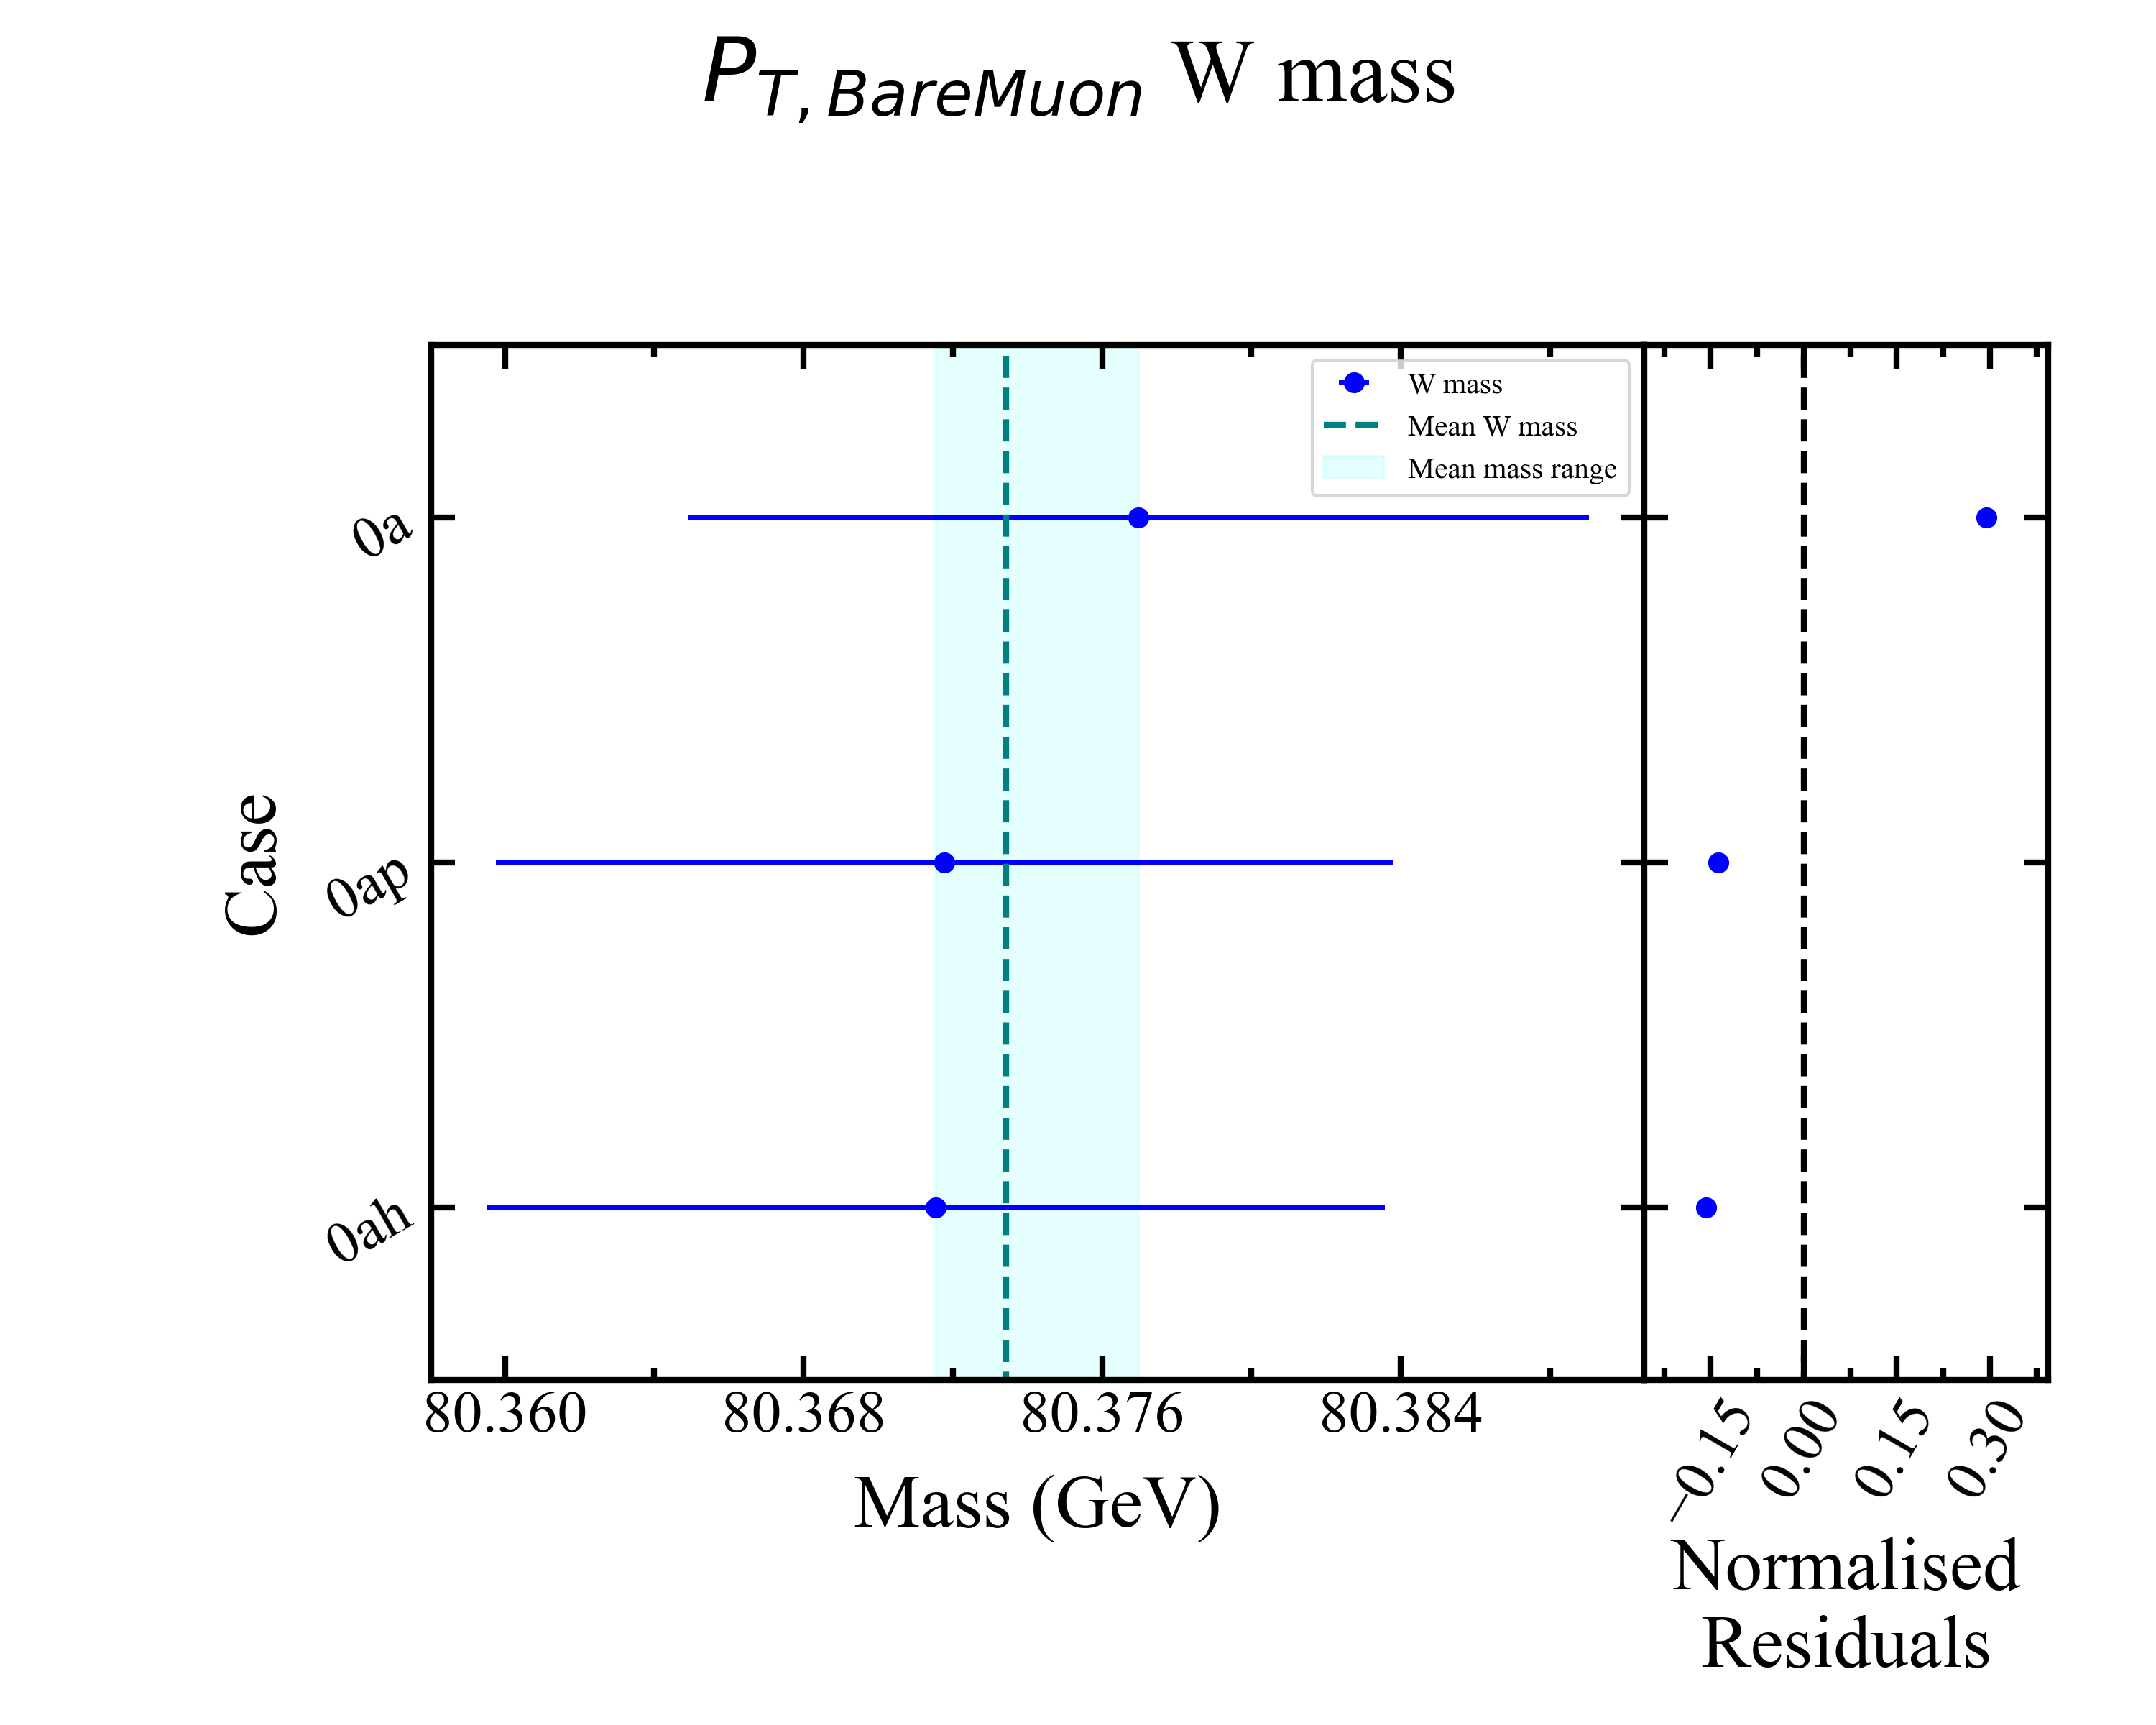 P_{T, BareMuon} W mass
W mass
Mean W mass
Mean mass range
Case
0a
0ap
0ah
80.360 80.368 80.376 80.384
−0.15 0.00 0.15 0.30
Mass (GeV)
Normalised
Residuals